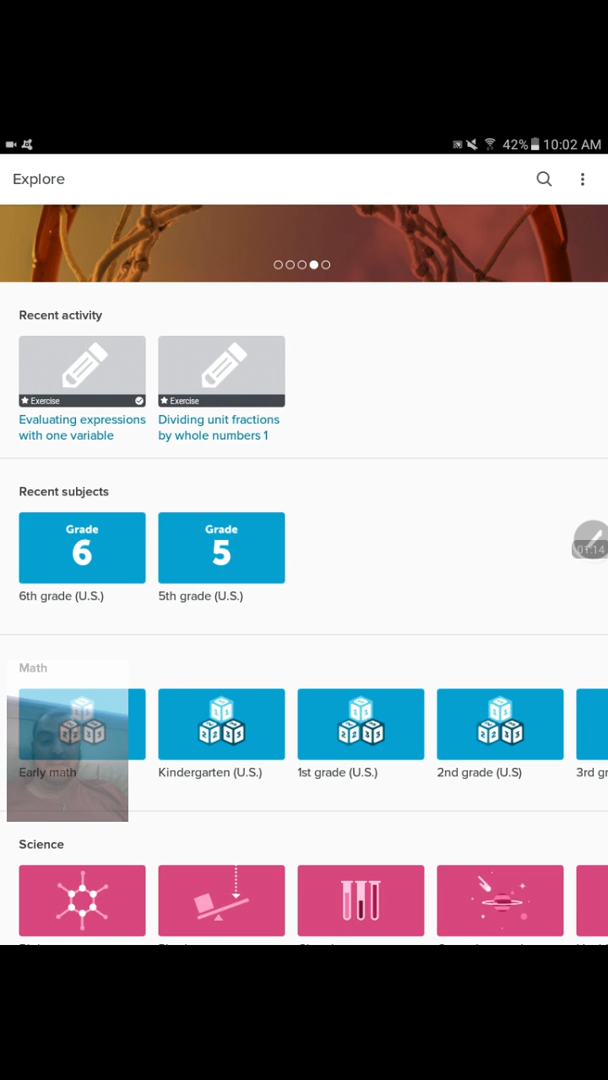 42% 10:02 AM
Explore
Recent activity
Exercise
Exercise
Evaluating expressions
with one variable
Dividing unit fractions
by whole numbers 1
Recent subjects
Grade
6
Grade
5
01:14
6th grade (U.S.)
5th grade (U.S.)
Math
Early math
Kindergarten (U.S.)
1st grade (U.S.)
2nd grade (U.S)
3rd gr
Science